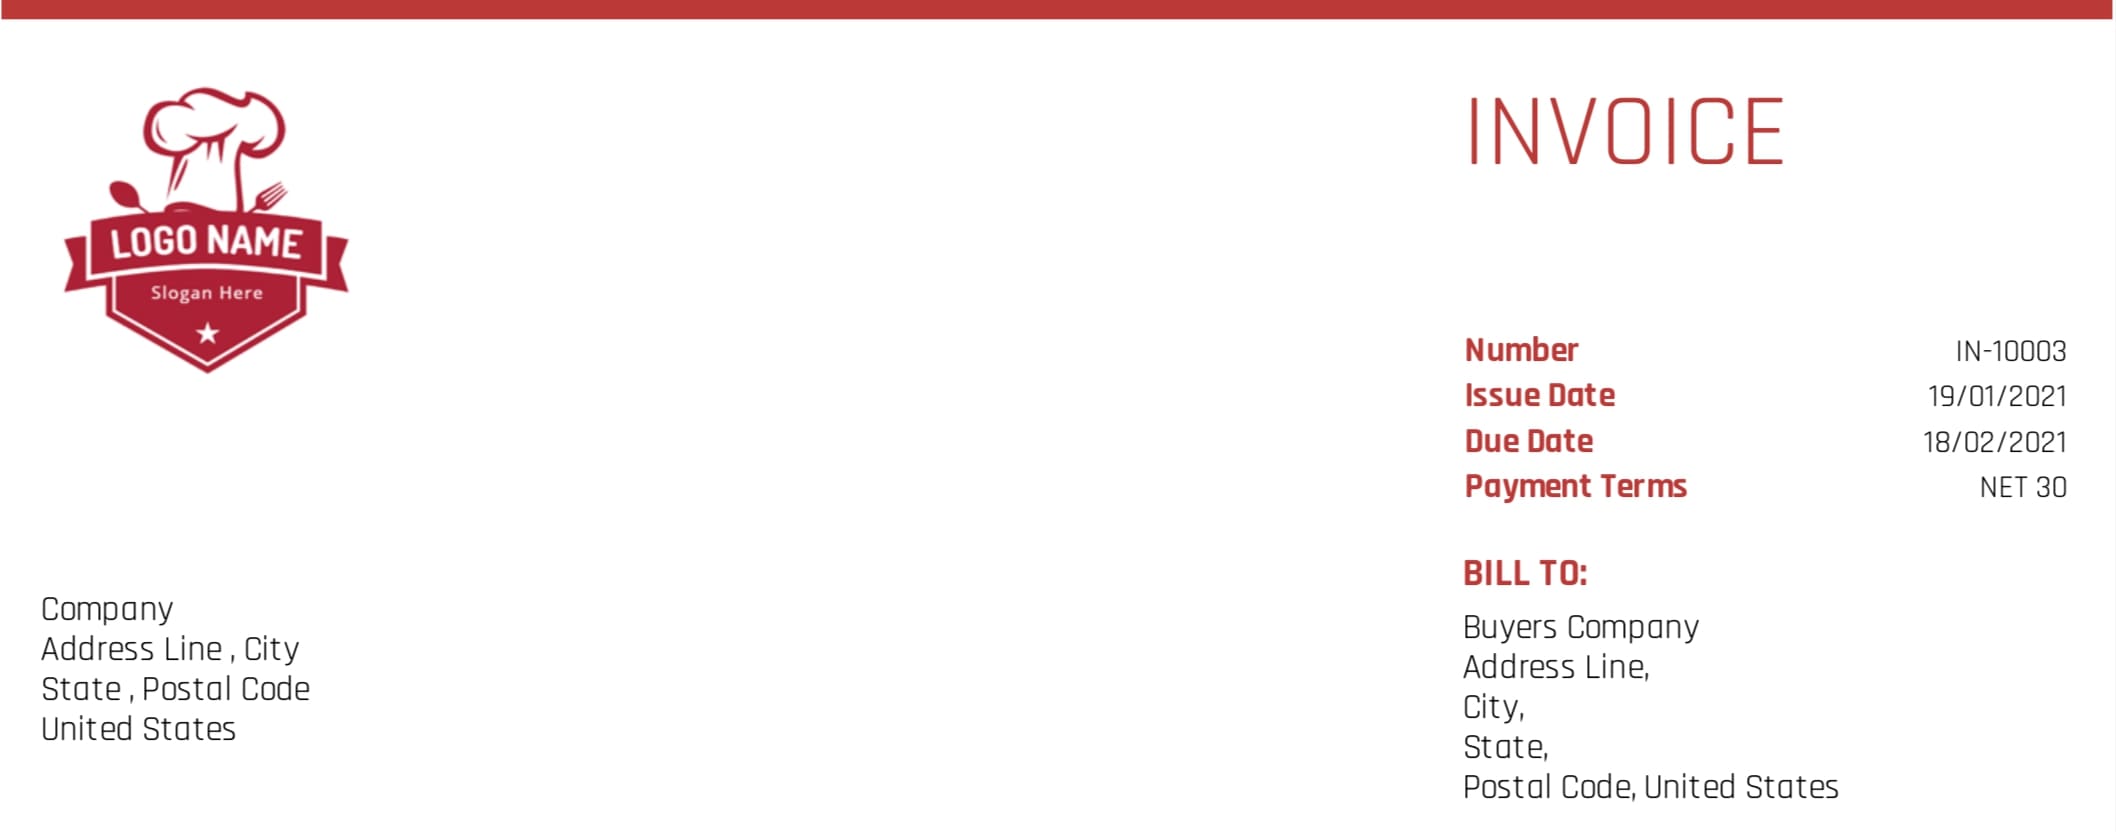 LOGO NAME
Slogan Here
INVOICE
Number IN-10003
Issue Date 19/01/2021
Due Date 18/02/2021
Payment Terms NET 30
Company
Address Line , City
State , Postal Code
United States
BILL TO:
Buyers Company
Address Line,
City,
State,
Postal Code, United States